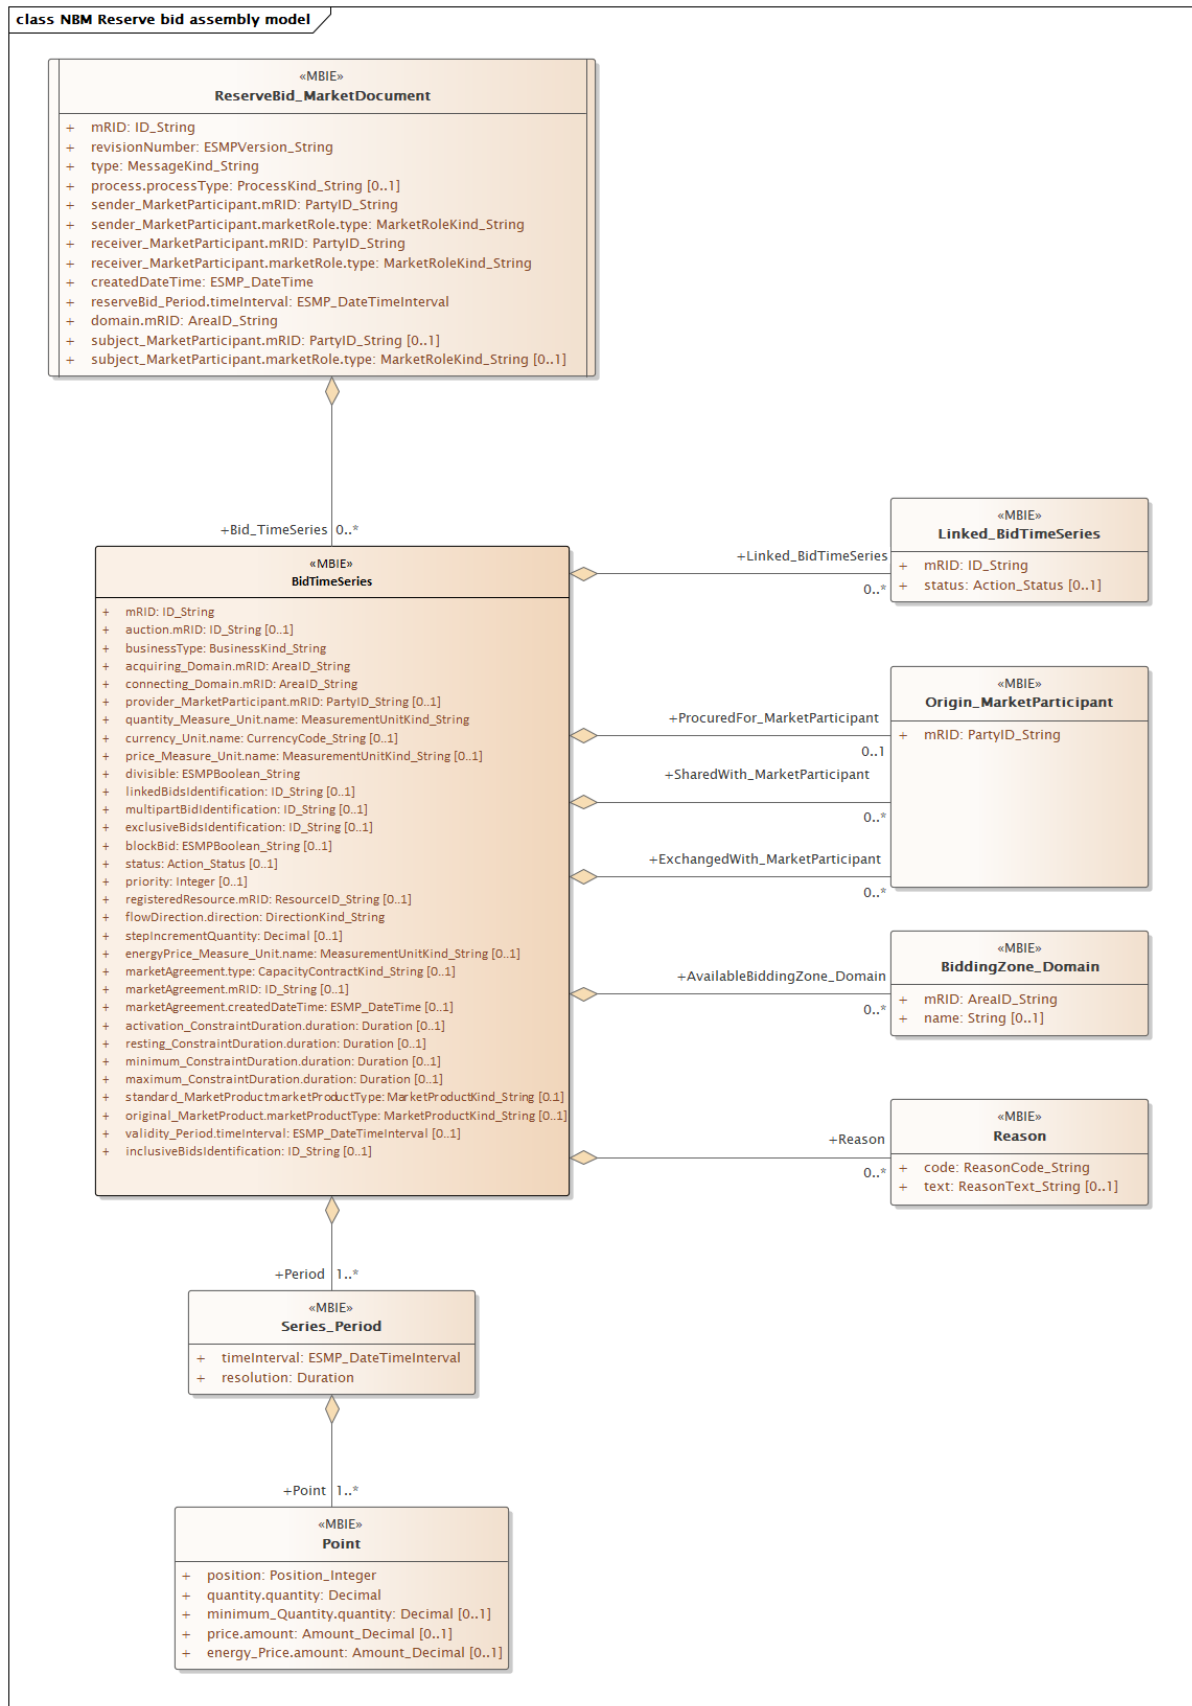 class NBM Reserve bid assembly model
«MBIE»
ReserveBid_MarketDocument
+ mRID: ID_String
+ revisionNumber: ESMPVersion_String
+ type: MessageKind_String
+ process.processType: ProcessKind_String [0..1]
+ sender_MarketParticipant.mRID: PartyID_String
+ sender_MarketParticipant.marketRole.type: MarketRoleKind_String
+ receiver_MarketParticipant.mRID: PartyID_String
+ receiver_MarketParticipant.marketRole.type: MarketRoleKind_String
+ createdDateTime: ESMP_DateTime
+ reserveBid_Period.timeInterval: ESMP_DateTimeInterval
+ domain.mRID: AreaID_String
+ subject_MarketParticipant.mRID: PartyID_String [0..1]
+ subject_MarketParticipant.marketRole.type: MarketRoleKind_String [0..1]
+Bid_TimeSeries 0..*
«MBIE»
BidTimeSeries
+ mRID: ID_String
+ auction.mRID: ID_String [0..1]
+ businessType: BusinessKind_String
+ acquiring_Domain.mRID: AreaID_String
+ connecting_Domain.mRID: AreaID_String
+ provider_MarketParticipant.mRID: PartyID_String [0..1]
+ quantity_Measure_Unit.name: MeasurementUnitKind_String
+ currency_Unit.name: CurrencyCode_String [0..1]
+ price_Measure_Unit.name: MeasurementUnitKind_String [0..1]
+ divisible: ESMPBoolean_String
+ linkedBidsIdentification: ID_String [0..1]
+ multipartBidIdentification: ID_String [0..1]
+ exclusiveBidsIdentification: ID_String [0..1]
+ blockBid: ESMPBoolean_String [0..1]
+ status: Action_Status [0..1]
+ priority: Integer [0..1]
+ registeredResource.mRID: ResourceID_String [0..1]
+ flowDirection.direction: DirectionKind_String
+ stepIncrementQuantity: Decimal [0..1]
+ energyPrice_Measure_Unit.name: MeasurementUnitKind_String [0..1]
+ marketAgreement.type: CapacityContractKind_String [0..1]
+ marketAgreement.mRID: ID_String [0..1]
+ marketAgreement.createdDateTime: ESMP_DateTime [0..1]
+ activation_ConstraintDuration.duration: Duration [0..1]
+ resting_ConstraintDuration.duration: Duration [0..1]
+ minimum_ConstraintDuration.duration: Duration [0..1]
+ maximum_ConstraintDuration.duration: Duration [0..1]
+ standard_MarketProductmarketProductType: MarketProductKind_String [0.1]
+ original_MarketProduct.marketProductType: MarketProductKind_String [0..1]
+ validity_Period.timeInterval: ESMP_DateTimeInterval [0..1]
+ inclusiveBidsIdentification: ID_String [0..1]
+Linked_BidTimeSeries
0..*
«MBIE»
Linked_BidTimeSeries
+ mRID: ID_String
+ status: Action_Status [0..1]
+ProcuredFor_MarketParticipant
0..1
+SharedWith_MarketParticipant
0..*
+ExchangedWith_MarketParticipant
0..*
«MBIE»
Origin_MarketParticipant
+ mRID: PartyID_String
+AvailableBiddingZone_Domain
0..*
«MBIE»
BiddingZone_Domain
+ mRID: AreaID_String
+ name: String [0..1]
+Reason
0..*
«MBIE»
Reason
+ code: ReasonCode_String
+ text: ReasonText_String [0..1]
+Period 1..*
«MBIE»
Series_Period
+ timeInterval: ESMP_DateTimeInterval
+ resolution: Duration
+Point 1..*
«MBIE»
Point
+ position: Position_Integer
+ quantity.quantity: Decimal
+ minimum_Quantity.quantity: Decimal [0..1]
+ price.amount: Amount_Decimal [0..1]
+ energy_Price.amount: Amount_Decimal [0..1]